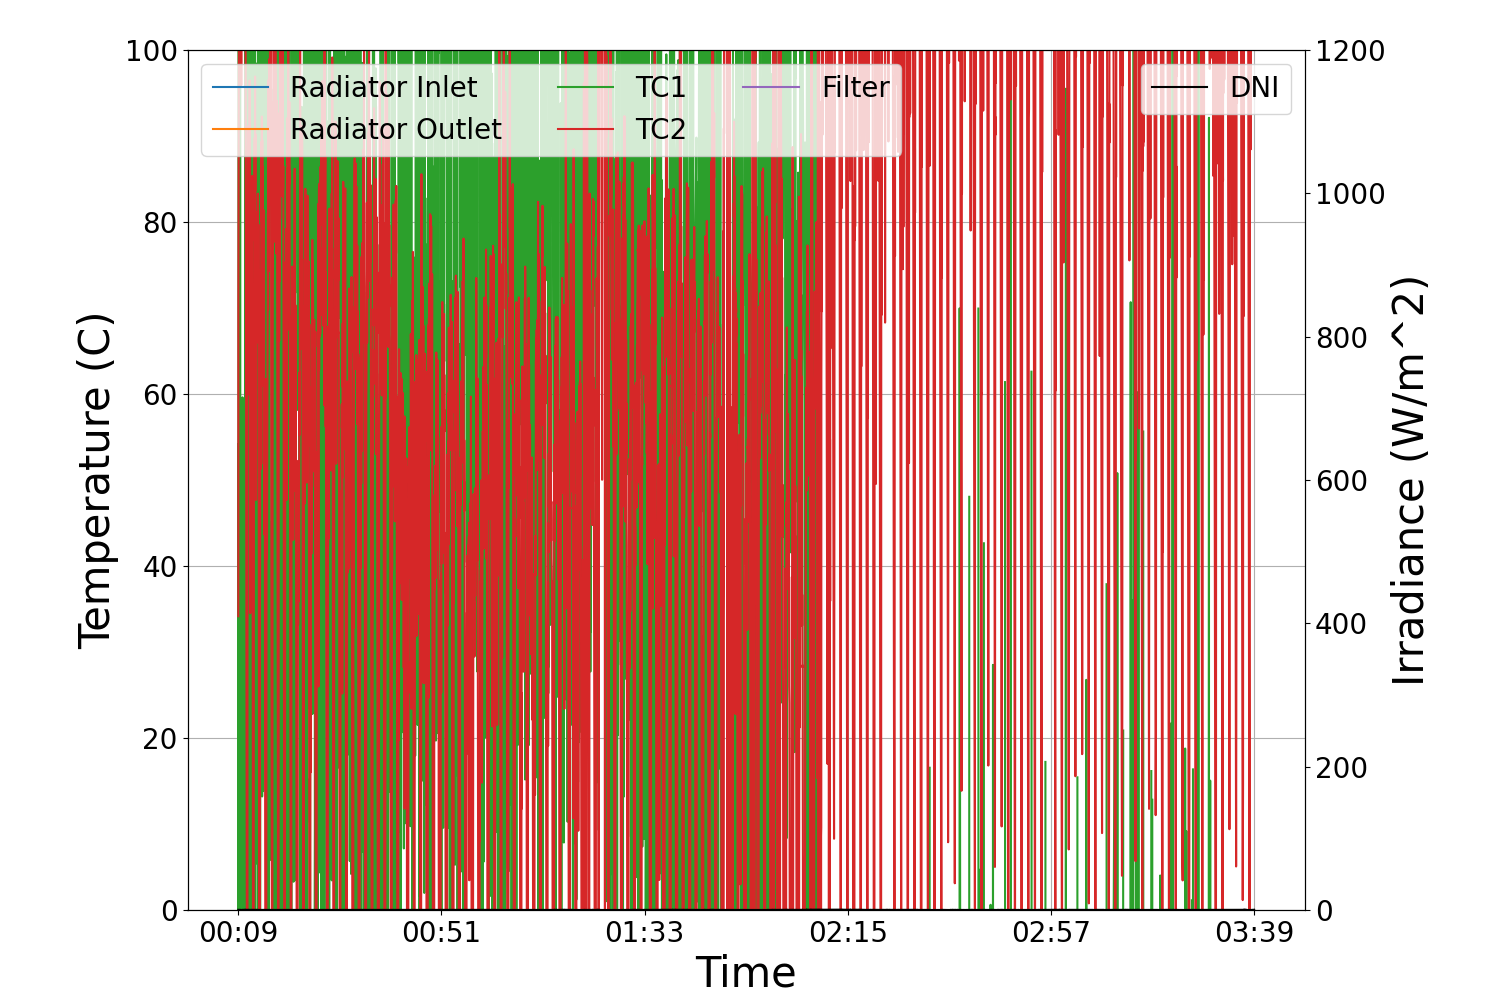 100
80
60
40
20
0
Temperature (C)
Radiator Inlet
Radiator Outlet
TC1
TC2
Filter
DNI
1200
1000
800
600
400
200
0
Irradiance (W/m^2)
00:09 00:51 01:33 02:15 02:57 03:39
Time